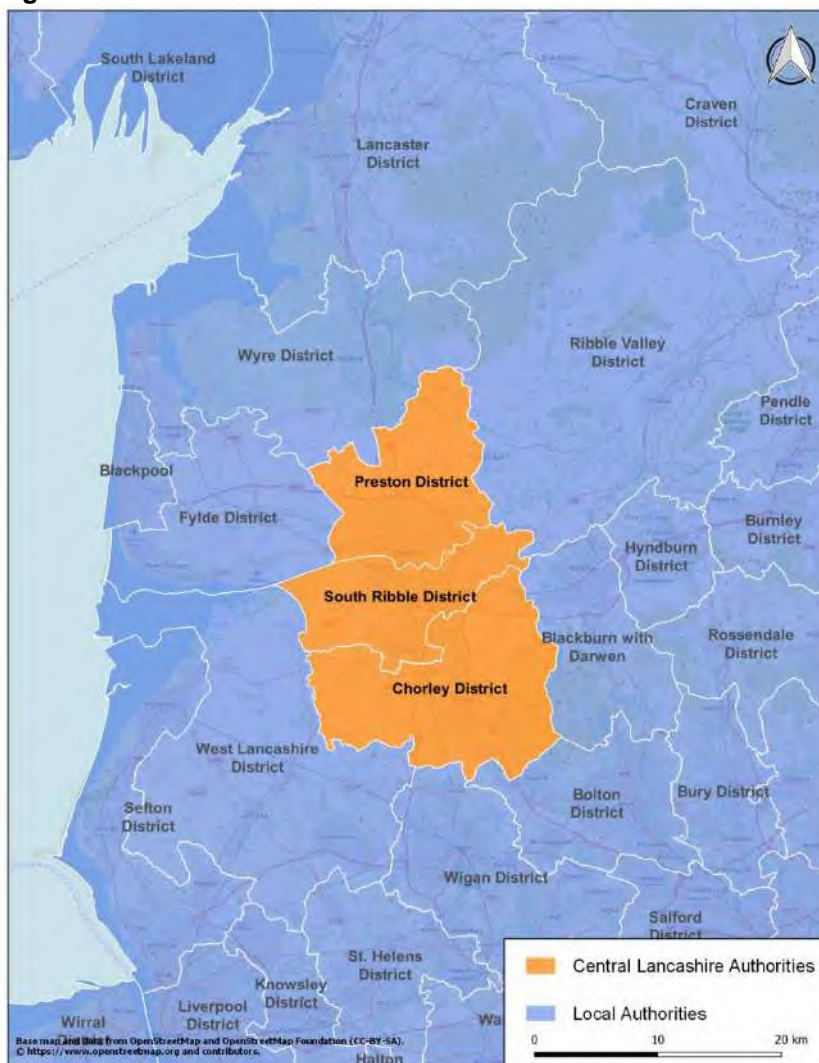 South Lakeland
District
Craven
District
Lancaster
District
Wyre District
Ribble Valley
District
Pendle
District
Blackpool
Preston District
Fylde District
Burnley
District
Hyndburn
District
South Ribble District
Blackburn with
Darwen
Rossendale
District
Chorley District
West Lancashire
District
Sefton
District
Bolton
District
Bury District
Wigan District
Salford
St. Helens
District
Knowsley
District
Liverpool
District
Wirral
Halton
Central Lancashire Authorities
Local Authorities
0 10 20 km
Base map and data from OpenStreetMap and OpenStreetMap Foundation (CC-BY-SA).
© https://www.openstreetmap.org and contributors.